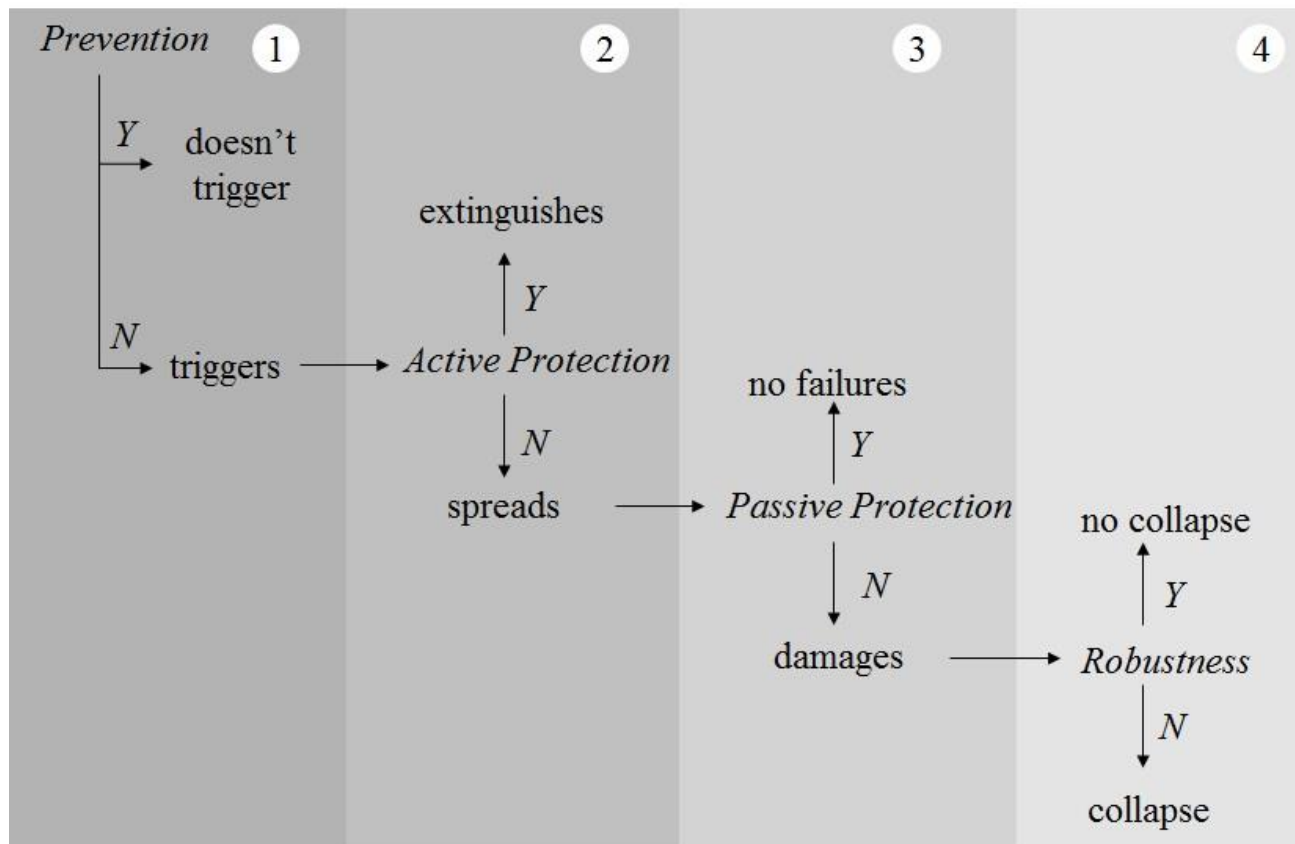 Prevention
1
Y
doesn't
trigger
N
triggers
2
extinguishes
Y
Active Protection
N
spreads
3
no failures
Y
Passive Protection
N
damages
4
no collapse
Y
Robustness
N
collapse